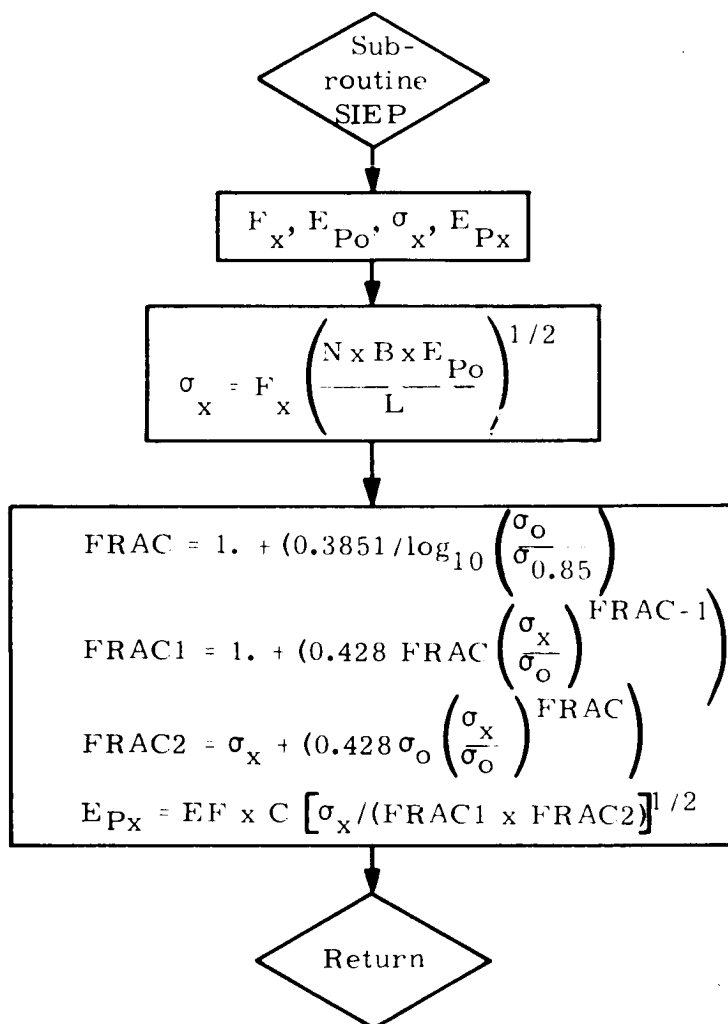 Sub-
routine
SIEP
F_x, E_Po, σ_x, E_Px
σ_x = F_x (N x B x E_Po / L)^1/2
FRAC = 1. + (0.3851/log_10 (σ_o / σ_0.85)
FRAC1 = 1. + (0.428 FRAC (σ_x / σ_o)^FRAC-1)
FRAC2 = σ_x + (0.428 σ_o (σ_x / σ_o)^FRAC)
E_Px = EF x C [σ_x/(FRAC1 x FRAC2)]^1/2
Return